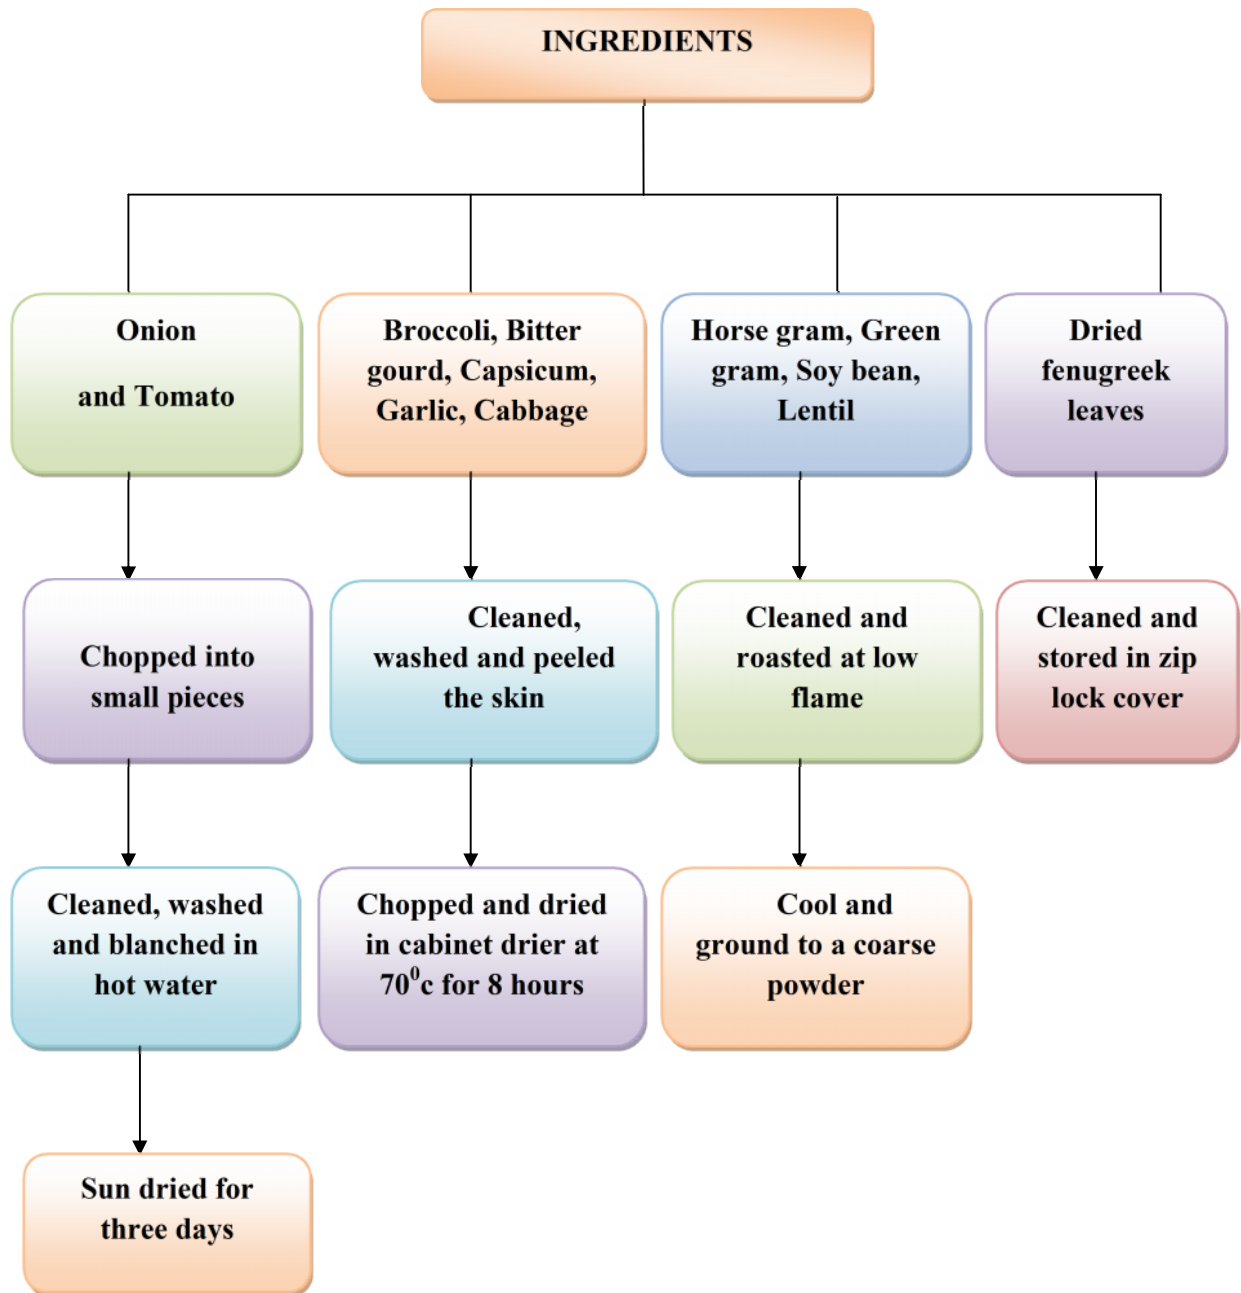 INGREDIENTS
Onion
and Tomato
Broccoli, Bitter
gourd, Capsicum,
Garlic, Cabbage
Horse gram, Green
gram, Soy bean,
Lentil
Dried
fenugreek
leaves
Chopped into
small pieces
Cleaned,
washed and peeled
the skin
Cleaned and
roasted at low
flame
Cleaned and
stored in zip
lock cover
Cleaned, washed
and blanched in
hot water
Chopped and dried
in cabinet drier at
70⁰c for 8 hours
Cool and
ground to a coarse
powder
Sun dried for
three days